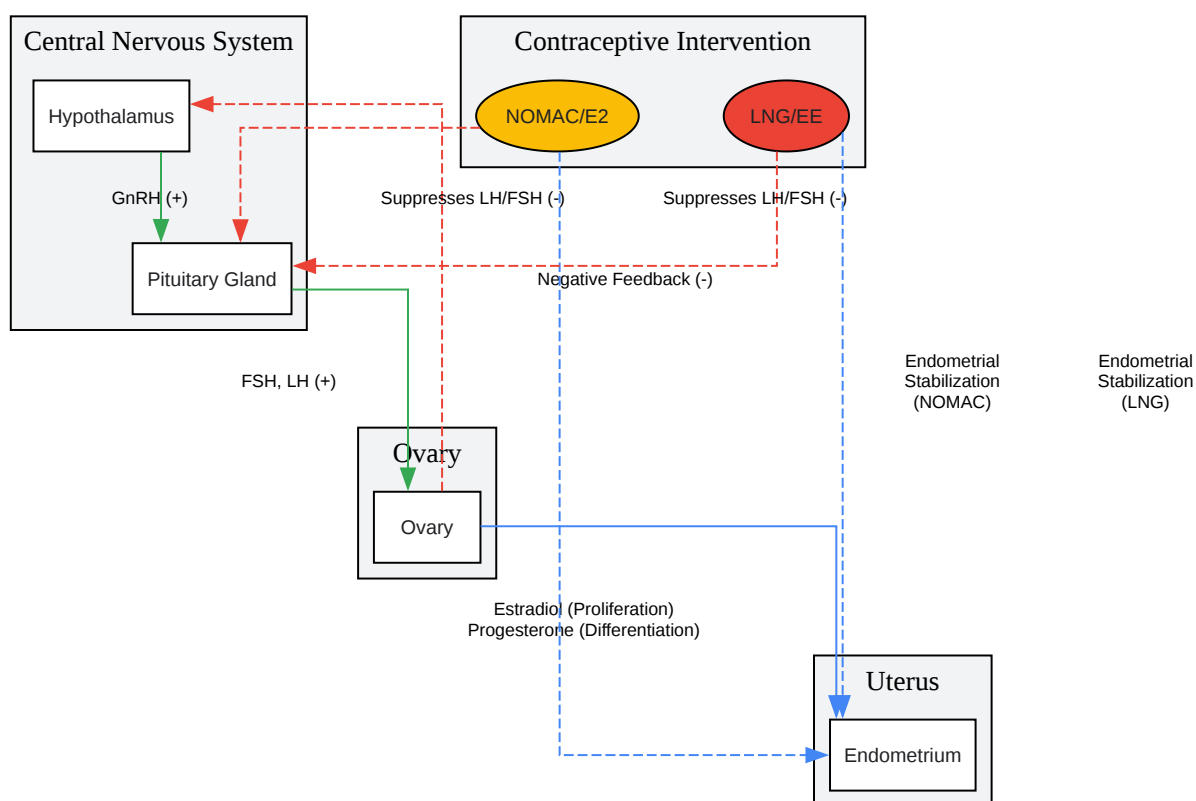 Central Nervous System
Contraceptive Intervention
Hypothalamus
NOMAC/E2
LNG/EE
GnRH (+)
Suppresses LH/FSH (-)
Suppresses LH/FSH (-)
Pituitary Gland
Negative Feedback (-)
FSH, LH (+)
Endometrial
Stabilization
(NOMAC)
Endometrial
Stabilization
(LNG)
Ovary
Ovary
Estradiol (Proliferation)
Progesterone (Differentiation)
Uterus
Endometrium